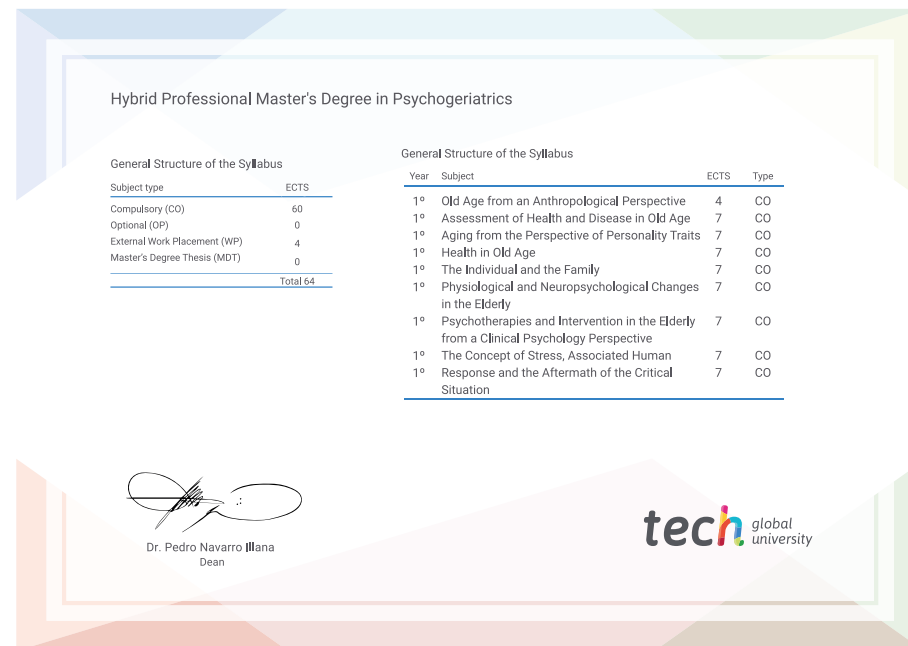 Hybrid Professional Master's Degree in Psychogeriatrics
General Structure of the Syllabus
Subject type ECTS
Compulsory (CO) 60
Optional (OP) 0
External Work Placement (WP) 4
Master's Degree Thesis (MDT) 0
Total 64
General Structure of the Syllabus
Year Subject ECTS Type
1º Old Age from an Anthropological Perspective 4 CO
1º Assessment of Health and Disease in Old Age 7 CO
1º Aging from the Perspective of Personality Traits 7 CO
1º Health in Old Age 7 CO
1º The Individual and the Family 7 CO
1º Physiological and Neuropsychological Changes 7 CO
in the Elderly
1º Psychotherapies and Intervention in the Elderly 7 CO
from a Clinical Psychology Perspective
1º The Concept of Stress, Associated Human 7 CO
1º Response and the Aftermath of the Critical 7 CO
Situation
Dr. Pedro Navarro Illana
Dean
tech global
university